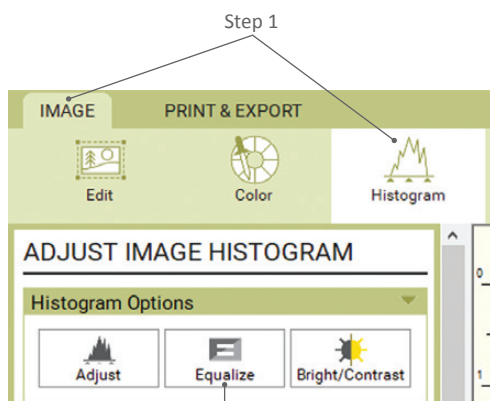 Step 1
IMAGE PRINT & EXPORT
Edit Color Histogram
ADJUST IMAGE HISTOGRAM
Histogram Options
Adjust Equalize Bright/Contrast
0
1